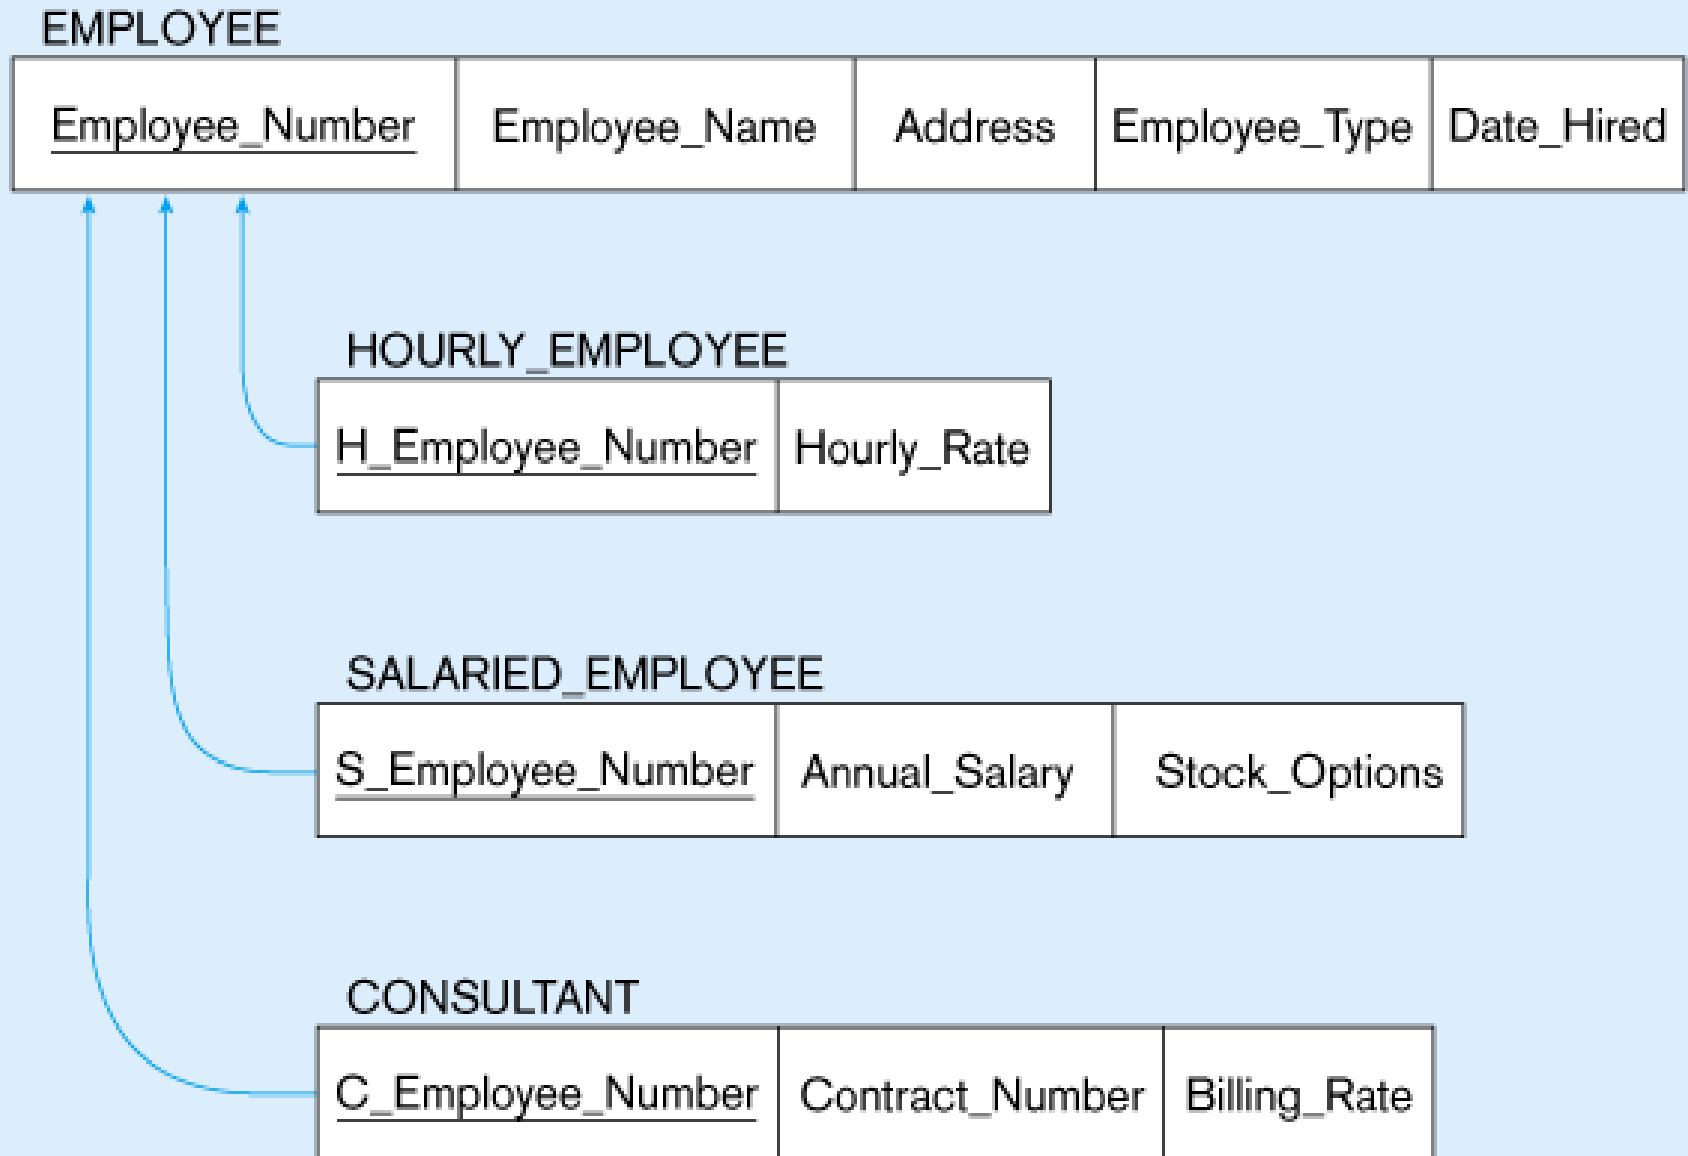 EMPLOYEE
Employee_Number Employee_Name Address Employee_Type Date_Hired
HOURLY_EMPLOYEE
H_Employee_Number Hourly_Rate
SALARIED_EMPLOYEE
S_Employee_Number Annual_Salary Stock_Options
CONSULTANT
C_Employee_Number Contract_Number Billing_Rate